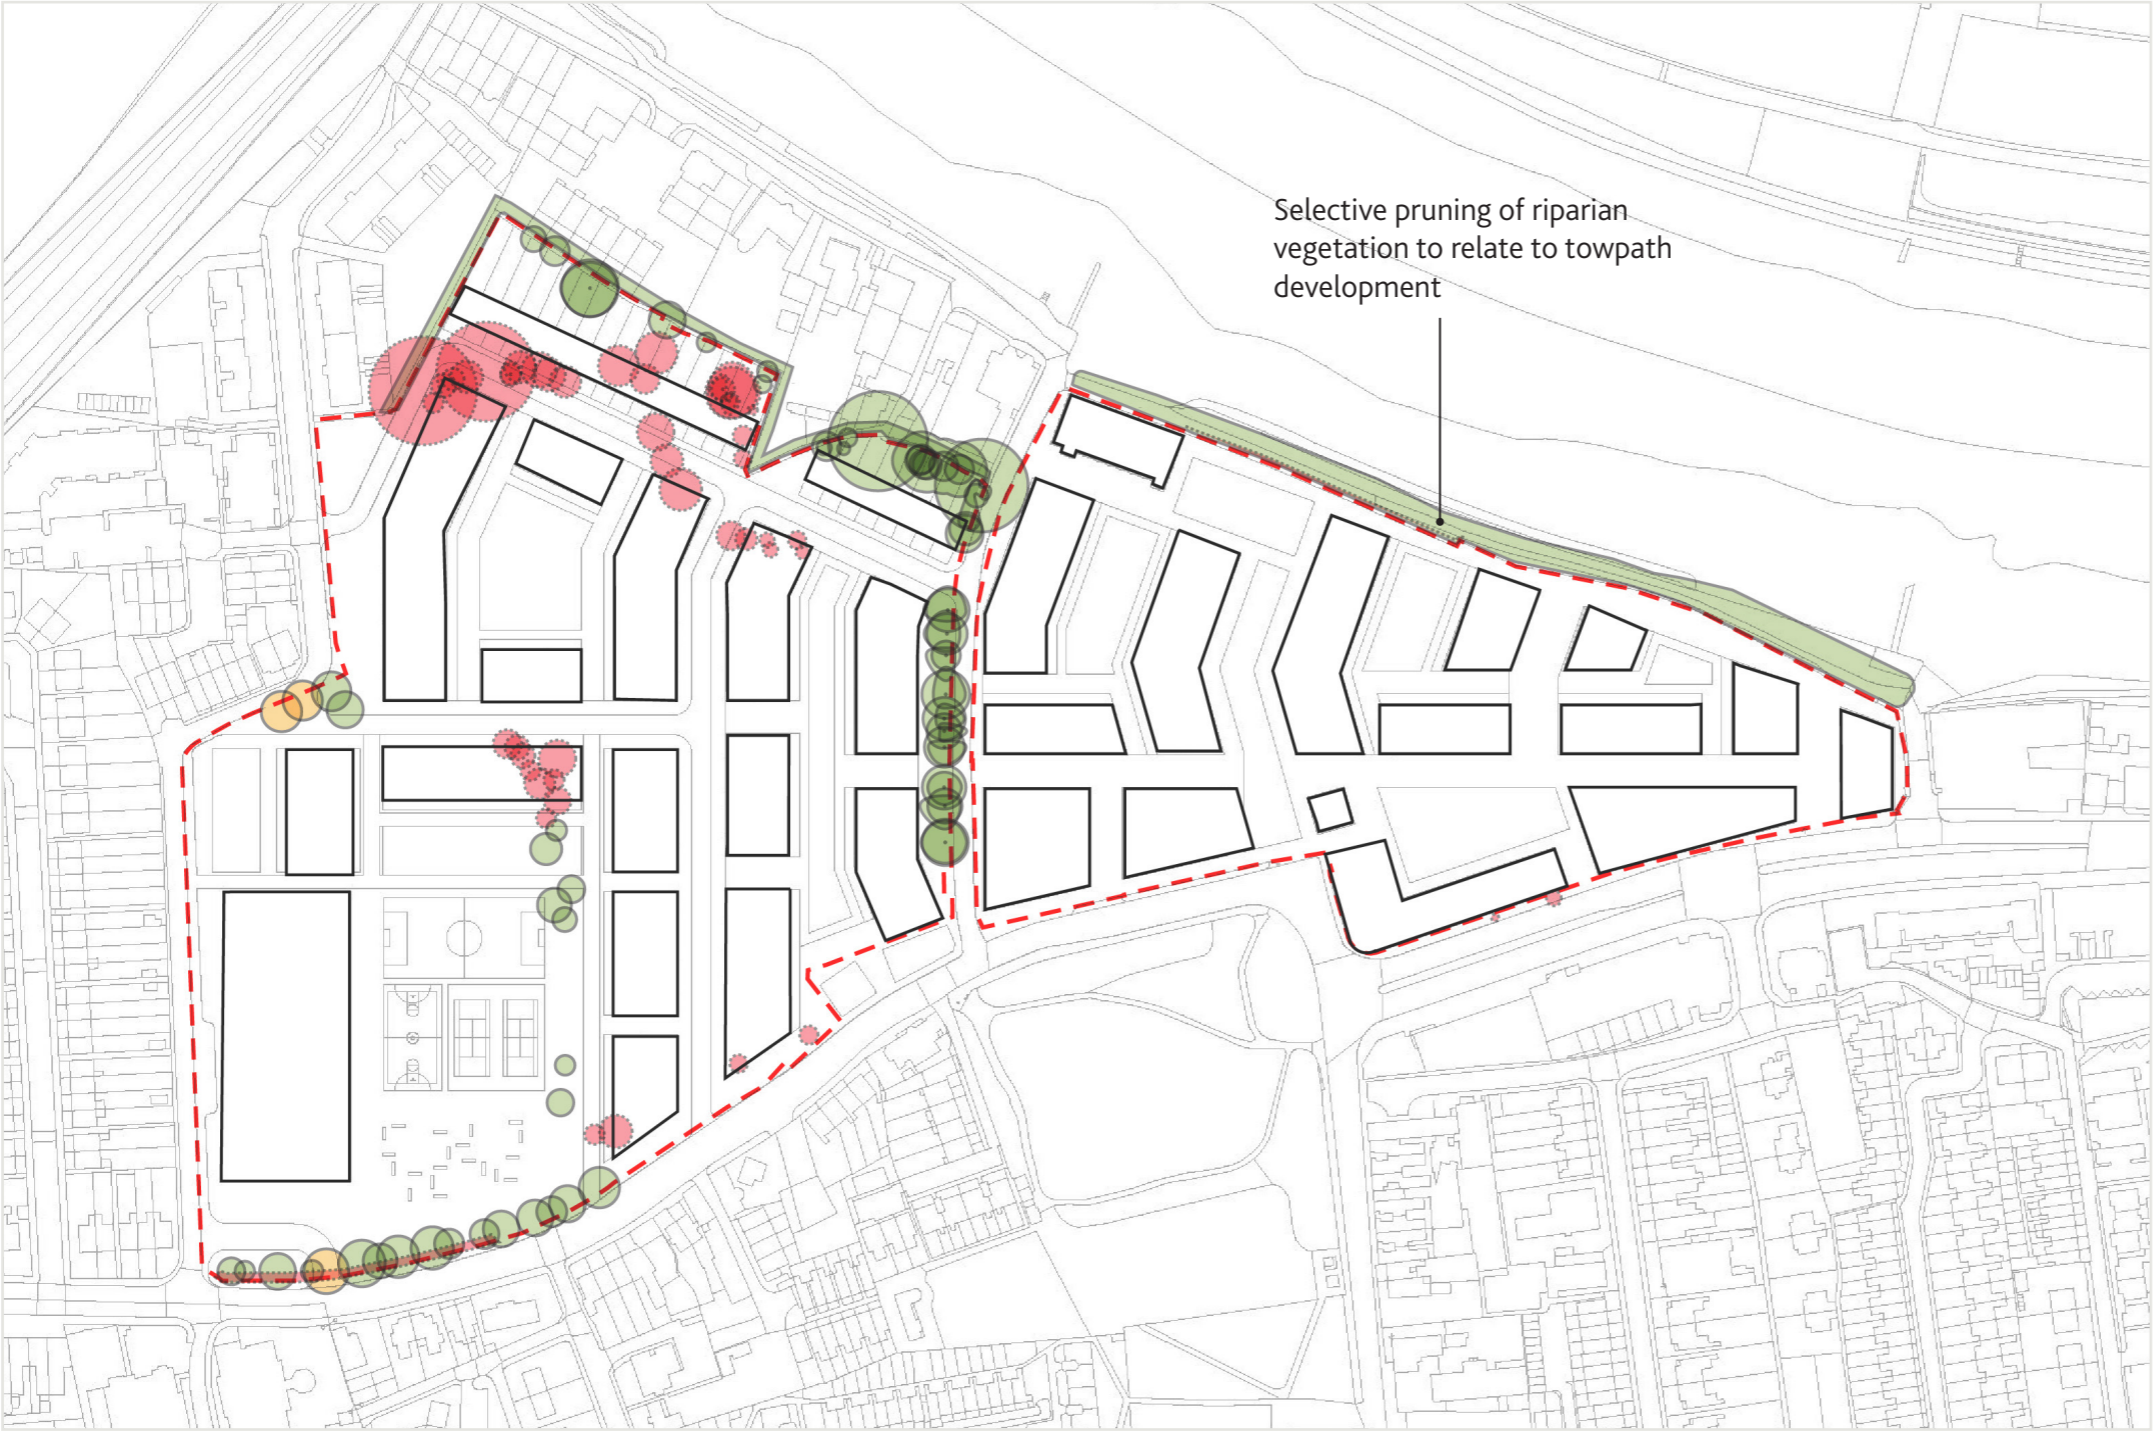 Selective pruning of riparian
vegetation to relate to towpath
development